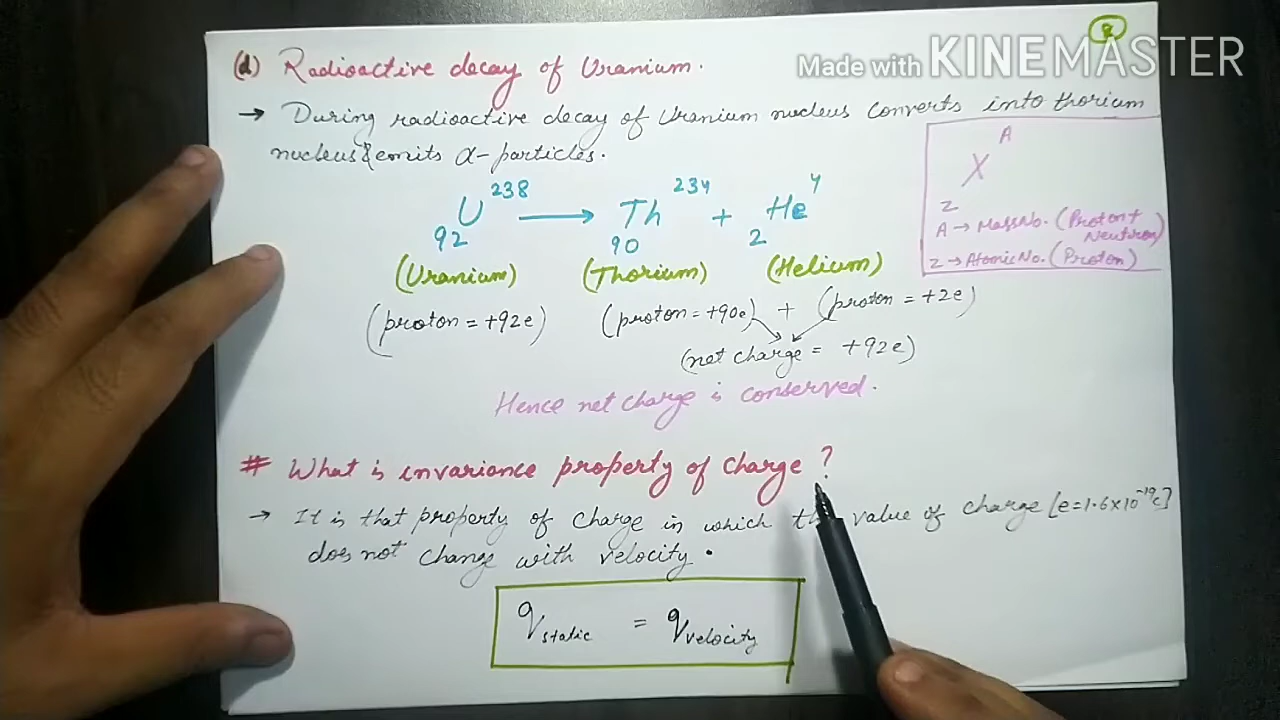 8
Made with KINEMASTER
(d) Radioactive decay of Uranium.
→ During radioactive decay of Uranium nucleus converts into thorium
nucleus & emits α-particles.
₉₂U²³⁸ → ₉₀Th²³⁴ + ₂He⁴
(Uranium) (Thorium) (Helium)
(proton = +92e) (proton = +90e) + (proton = +2e)
(net charge = +92e)
Hence net charge is conserved.
A
X
Z
A → Mass No. (Proton +
Neutron)
Z → Atomic No. (Proton)
# What is invariance property of charge ?
→ It is that property of charge in which the value of charge [e=1.6×10⁻¹⁹C]
does not change with velocity.
q static = q velocity